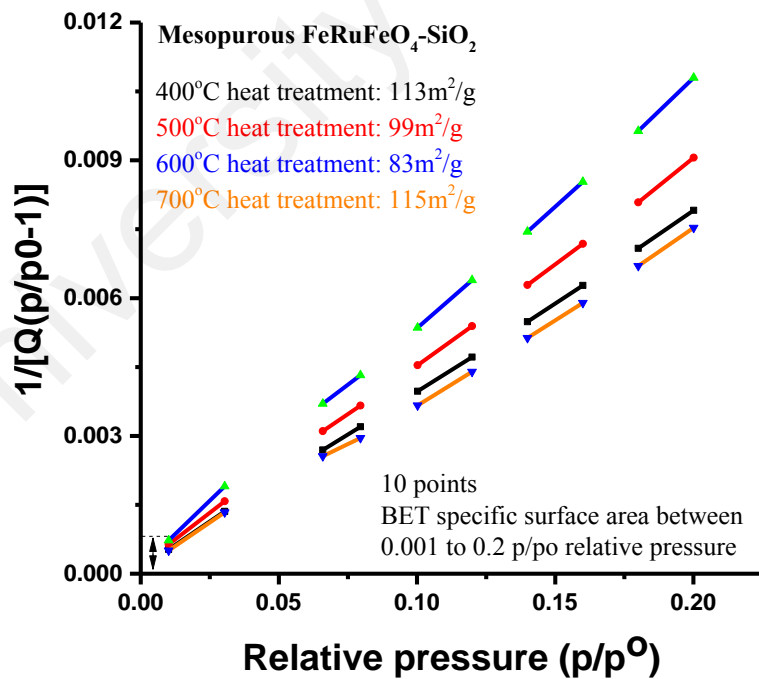 0.012
Mesopurous FeRuFeO₄-SiO₂
400°C heat treatment: 113m²/g
500°C heat treatment: 99m²/g
600°C heat treatment: 83m²/g
700°C heat treatment: 115m²/g
0.009
0.006
0.003
0.000
1/[Q(p/p0-1)]
10 points
BET specific surface area between
0.001 to 0.2 p/po relative pressure
0.00 0.05 0.10 0.15 0.20
Relative pressure (p/p⁰)